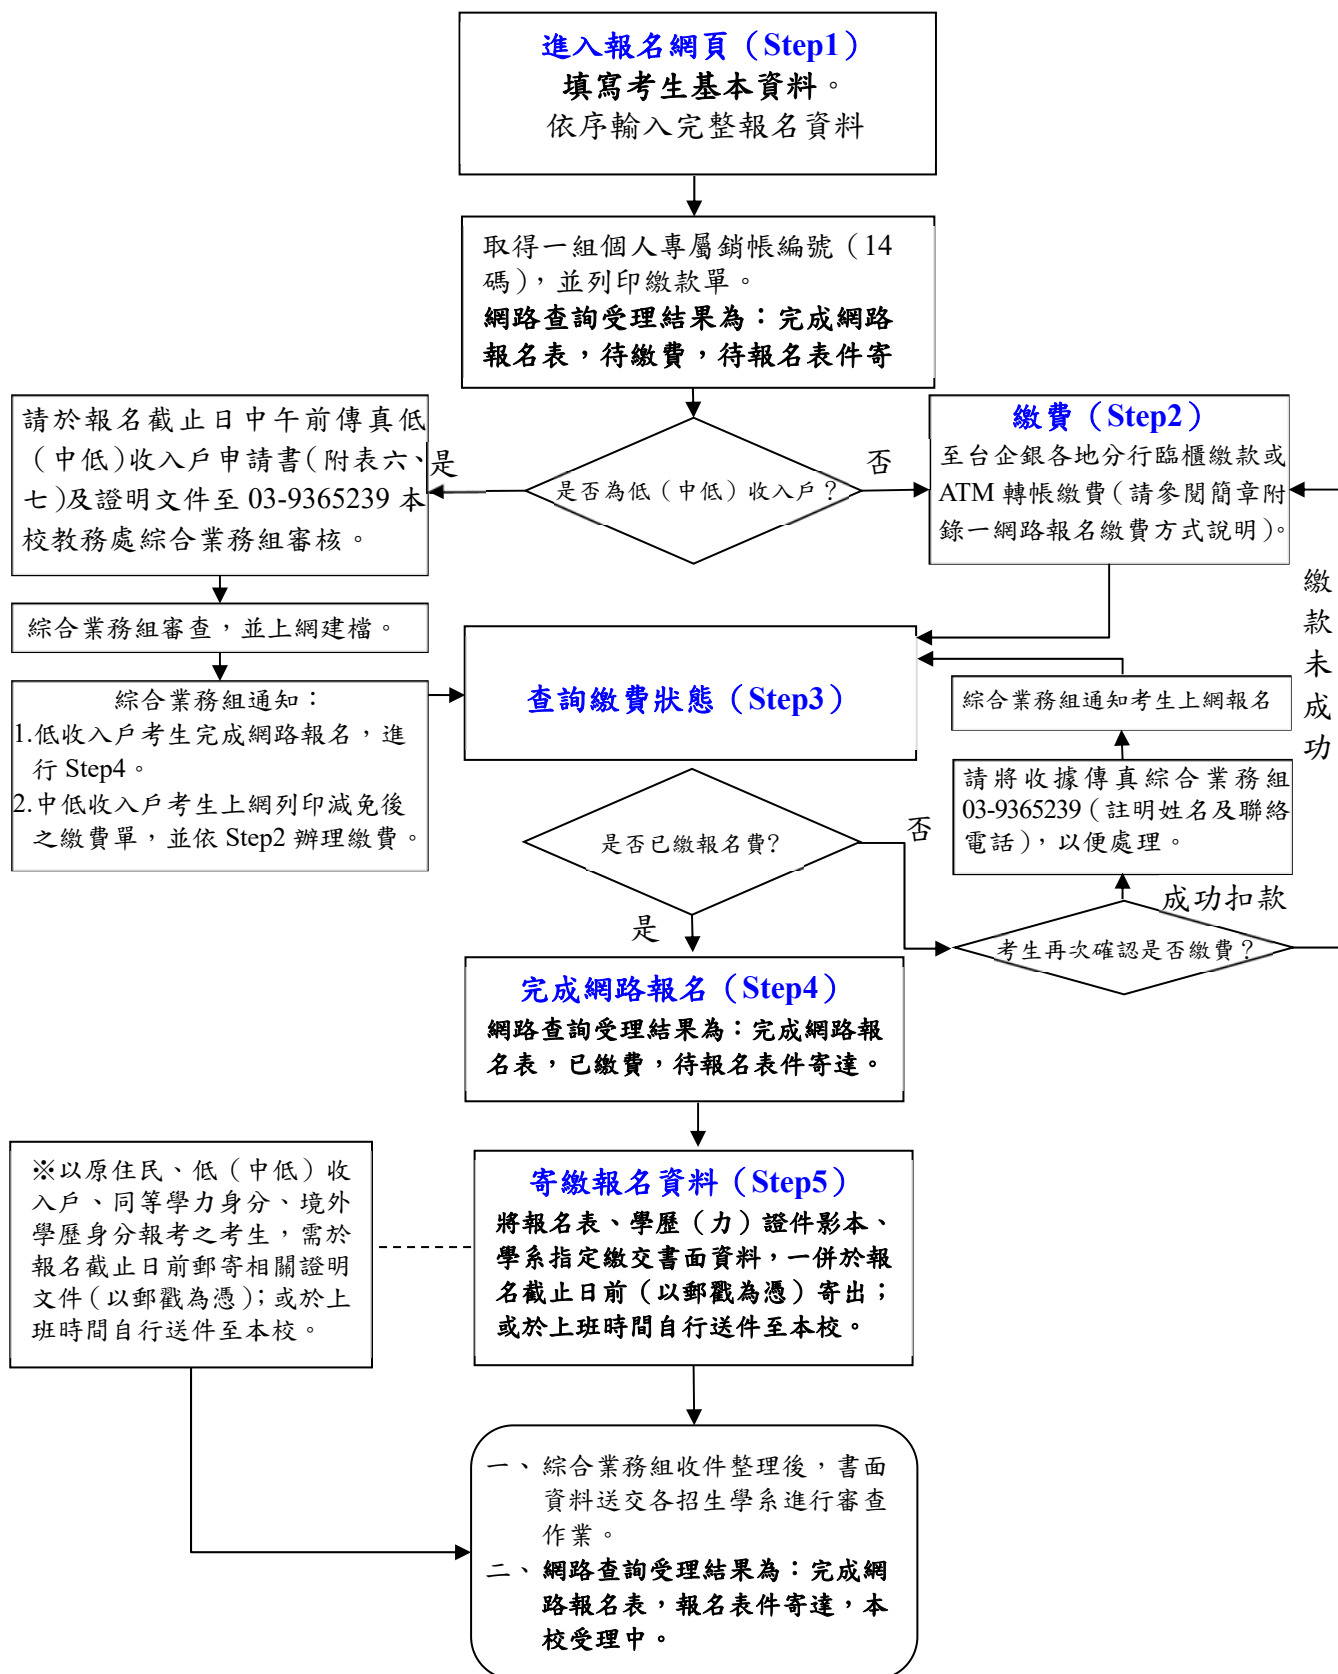 進入報名網頁（Step1）
填寫考生基本資料。
依序輸入完整報名資料
取得一組個人專屬銷帳編號（14
碼），並列印繳款單。
網路查詢受理結果為：完成網路
報名表，待繳費，待報名表件寄
請於報名截止日中午前傳真低
（中低）收入戶申請書（附表六、
七）及證明文件至 03-9365239 本
校教務處綜合業務組審核。
是
是否為低（中低）收入戶？
否
繳費（Step2）
至台企銀各地分行臨櫃繳款或
ATM 轉帳繳費（請參閱簡章附
錄一網路報名繳費方式說明）。
綜合業務組審查，並上網建檔。
綜合業務組通知：
1.低收入戶考生完成網路報名，進
行 Step4。
2.中低收入戶考生上網列印減免後
之繳費單，並依 Step2 辦理繳費。
查詢繳費狀態（Step3）
綜合業務組通知考生上網報名
繳
款
未
成
功
請將收據傳真綜合業務組
03-9365239（註明姓名及聯絡
電話），以便處理。
是否已繳報名費?
否
是
成功扣款
考生再次確認是否繳費？
完成網路報名（Step4）
網路查詢受理結果為：完成網路報
名表，已繳費，待報名表件寄達。
※以原住民、低（中低）收
入戶、同等學力身分、境外
學歷身分報考之考生，需於
報名截止日前郵寄相關證明
文件（以郵戳為憑）；或於上
班時間自行送件至本校。
寄繳報名資料（Step5）
將報名表、學歷（力）證件影本、
學系指定繳交書面資料，一併於報
名截止日前（以郵戳為憑）寄出；
或於上班時間自行送件至本校。
一、綜合業務組收件整理後，書面
資料送交各招生學系進行審查
作業。
二、網路查詢受理結果為：完成網
路報名表，報名表件寄達，本
校受理中。